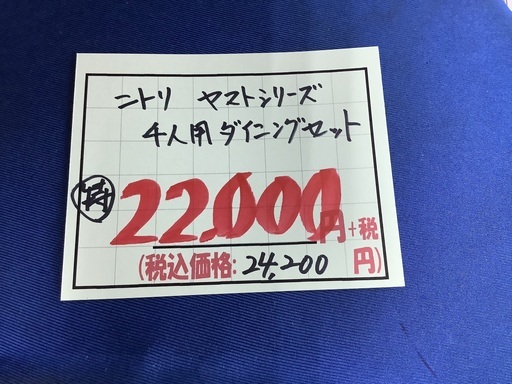 ニトリ ヤストシリーズ
4人用ダイニングセット
特 22,000円+税
(税込価格:24,200円)